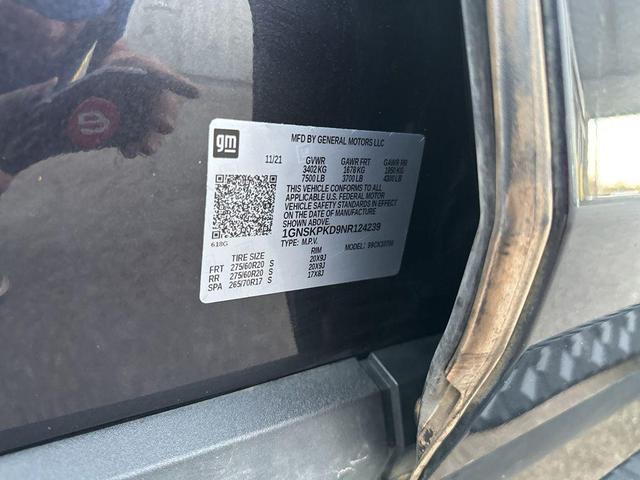 gm
MFD BY GENERAL MOTORS LLC
11/21 GVWR GAWR FRT GAWR RR
3402 KG 1678 KG 1950 KG
7500 LB 3700 LB 4300 LB
THIS VEHICLE CONFORMS TO ALL
APPLICABLE U.S. FEDERAL MOTOR
VEHICLE SAFETY STANDARDS IN EFFECT
ON THE DATE OF MANUFACTURE
SHOWN ABOVE.
1GNSKPKD9NR124239
618G
TYPE: M.P.V. MODEL:
TIRE SIZE RIM
FRT 275/60R20 S 20X9J
RR 275/60R20 S 20X9J
SPA 265/70R17 S 17X8J